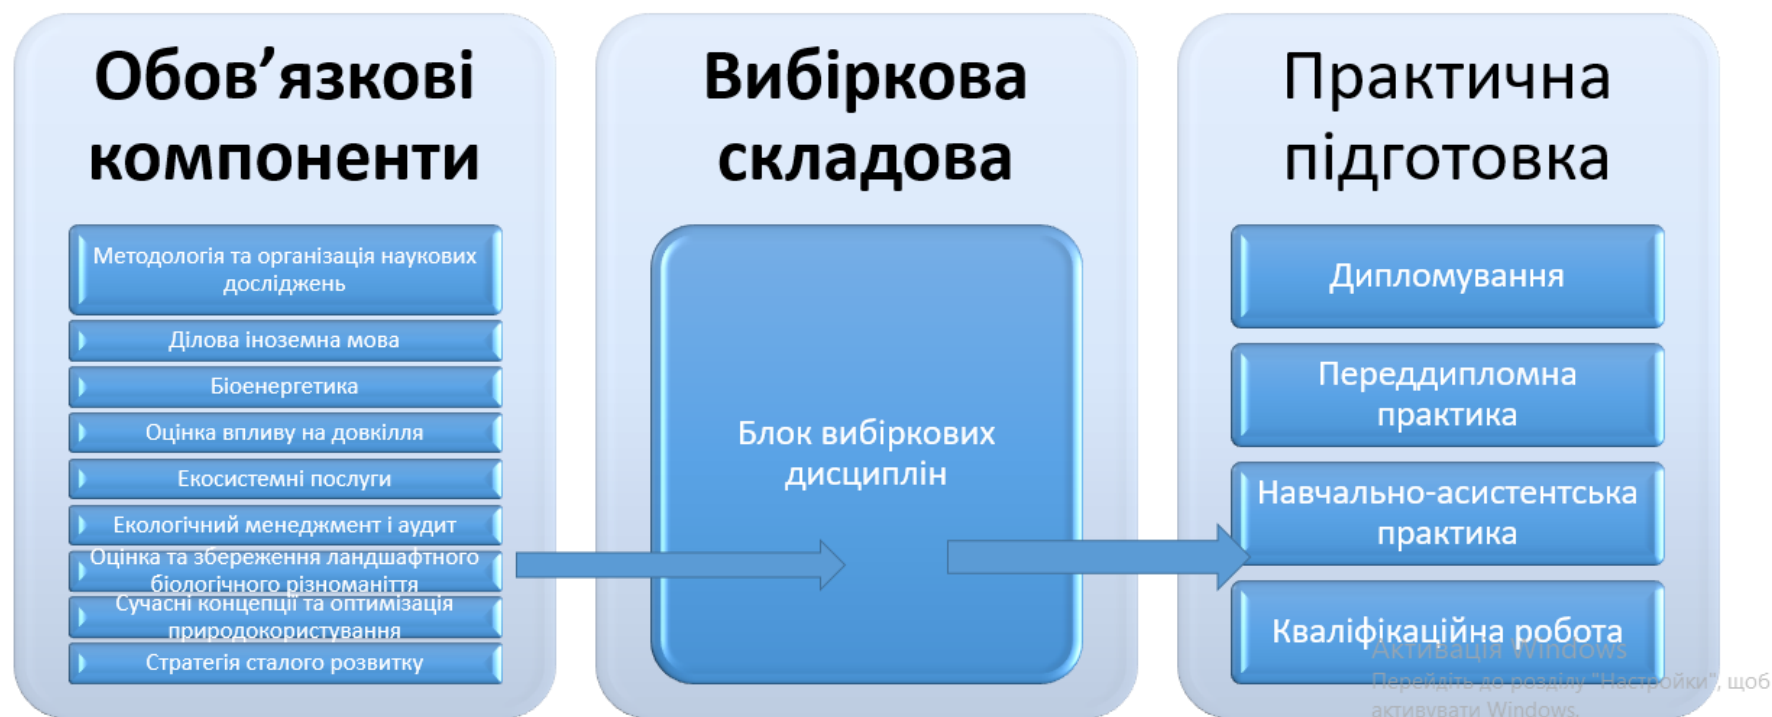 Обов’язкові
компоненти
Методологія та організація наукових
досліджень
Ділова іноземна мова
Біоенергетика
Оцінка впливу на довкілля
Екосистемні послуги
Екологічний менеджмент і аудит
Оцінка та збереження ландшафтного
біологічного різноманіття
Сучасні концепції та оптимізація
природокористування
Стратегія сталого розвитку
Вибіркова
складова
Блок вибіркових
дисциплін
Практична
підготовка
Дипломування
Переддипломна
практика
Навчально-асистентська
практика
Кваліфікаційна робота
Активація Windows
Перейдіть до розділу "Настройки", щоб
активувати Windows.